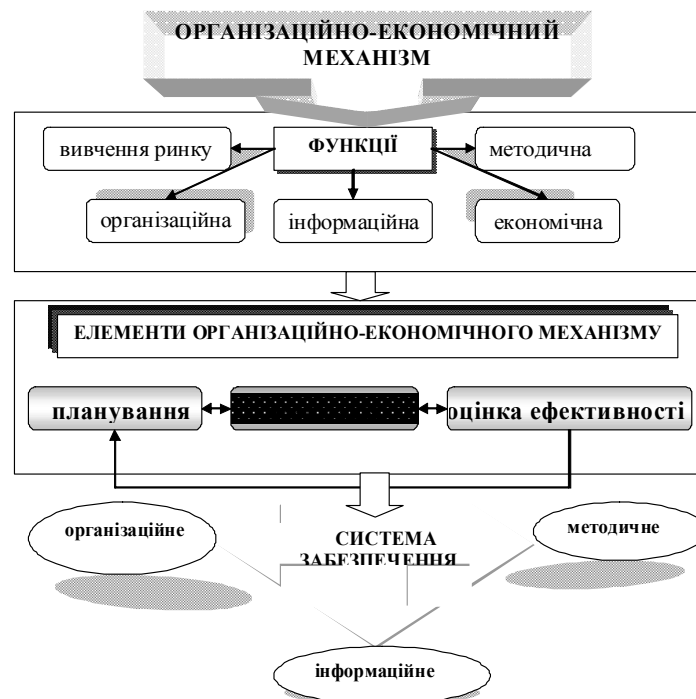 ОРГАНІЗАЦІЙНО-ЕКОНОМІЧНИЙ
МЕХАНІЗМ
вивчення ринку
ФУНКЦІЇ
методична
організаційна
інформаційна
економічна
ЕЛЕМЕНТИ ОРГАНІЗАЦІЙНО-ЕКОНОМІЧНОГО МЕХАНІЗМУ
планування
оцінка ефективності
організаційне
СИСТЕМА
ЗАБЕЗПЕЧЕННЯ
методичне
інформаційне